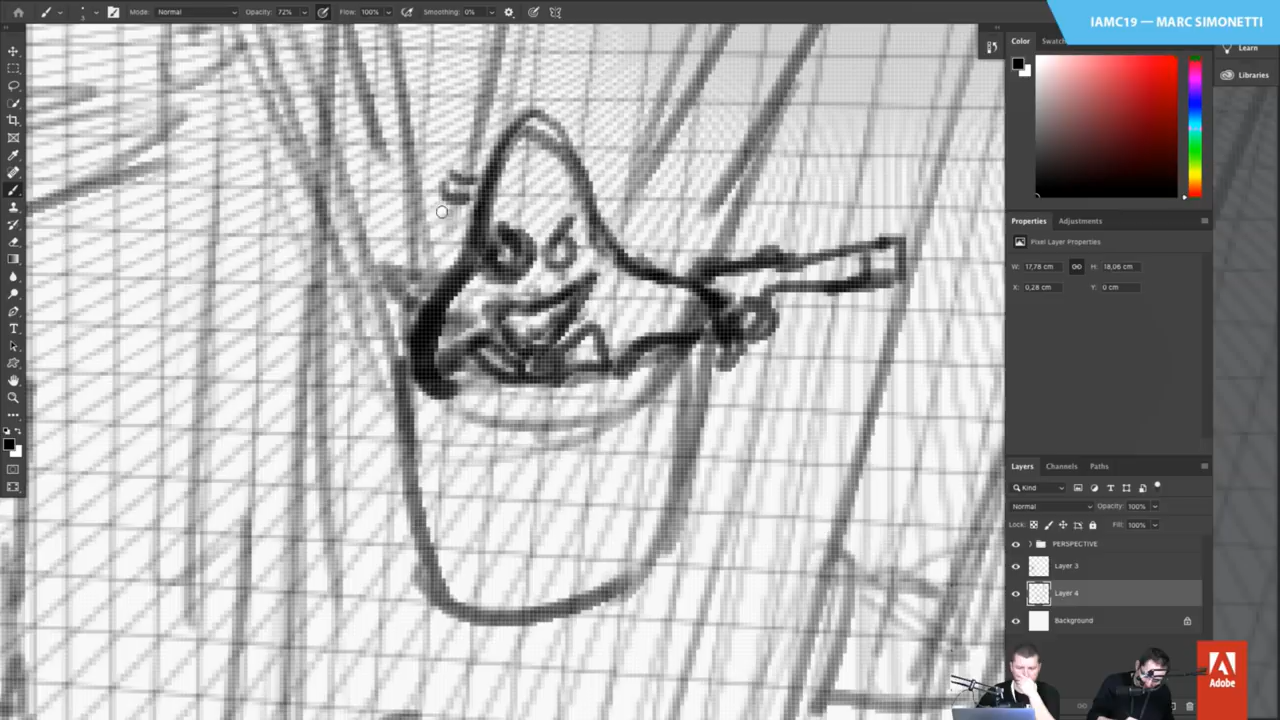 Mode: Normal Opacity: 72% Flow: 100% Smoothing: 0%
IAMC19 — MARC SIMONETTI
3
Color Swatch
Learn
Libraries
Properties Adjustments
Pixel Layer Properties
W: 17,78 cm H: 18,06 cm
X: 0,28 cm Y: 0 cm
Layers Channels Paths
Kind
Normal Opacity: 100%
Lock: Fill: 100%
PERSPECTIVE
Layer 3
Layer 4
Background
Adobe